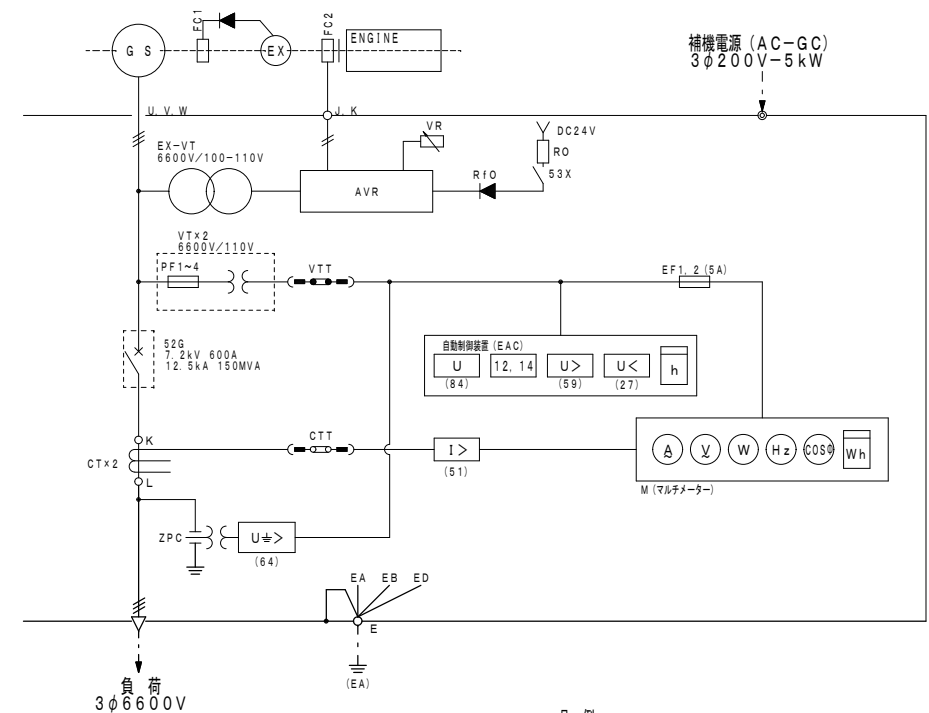 FC1
FC2
ENGINE
GS
EX
補機電源(AC-GC)
3φ200V-5kW
U.V.W
J.K
VR
DC24V
EX-VT
6600V/100-110V
RO
AVR
RfO
53X
VT×2
6600V/110V
PF1~4
VTT
EF1,2(5A)
52G
7.2kV 600A
12.5kA 150MVA
自動制御装置(EAC)
U
12,14
U>
U<
h
(84)
(59)
(27)
K
CTT
CT×2
I>
A
V
W
Hz
COSΦ
Wh
(51)
L
M(マルチメーター)
ZPC
U⏚>
(64)
EA
EB
ED
E
(EA)
負荷
3φ6600V